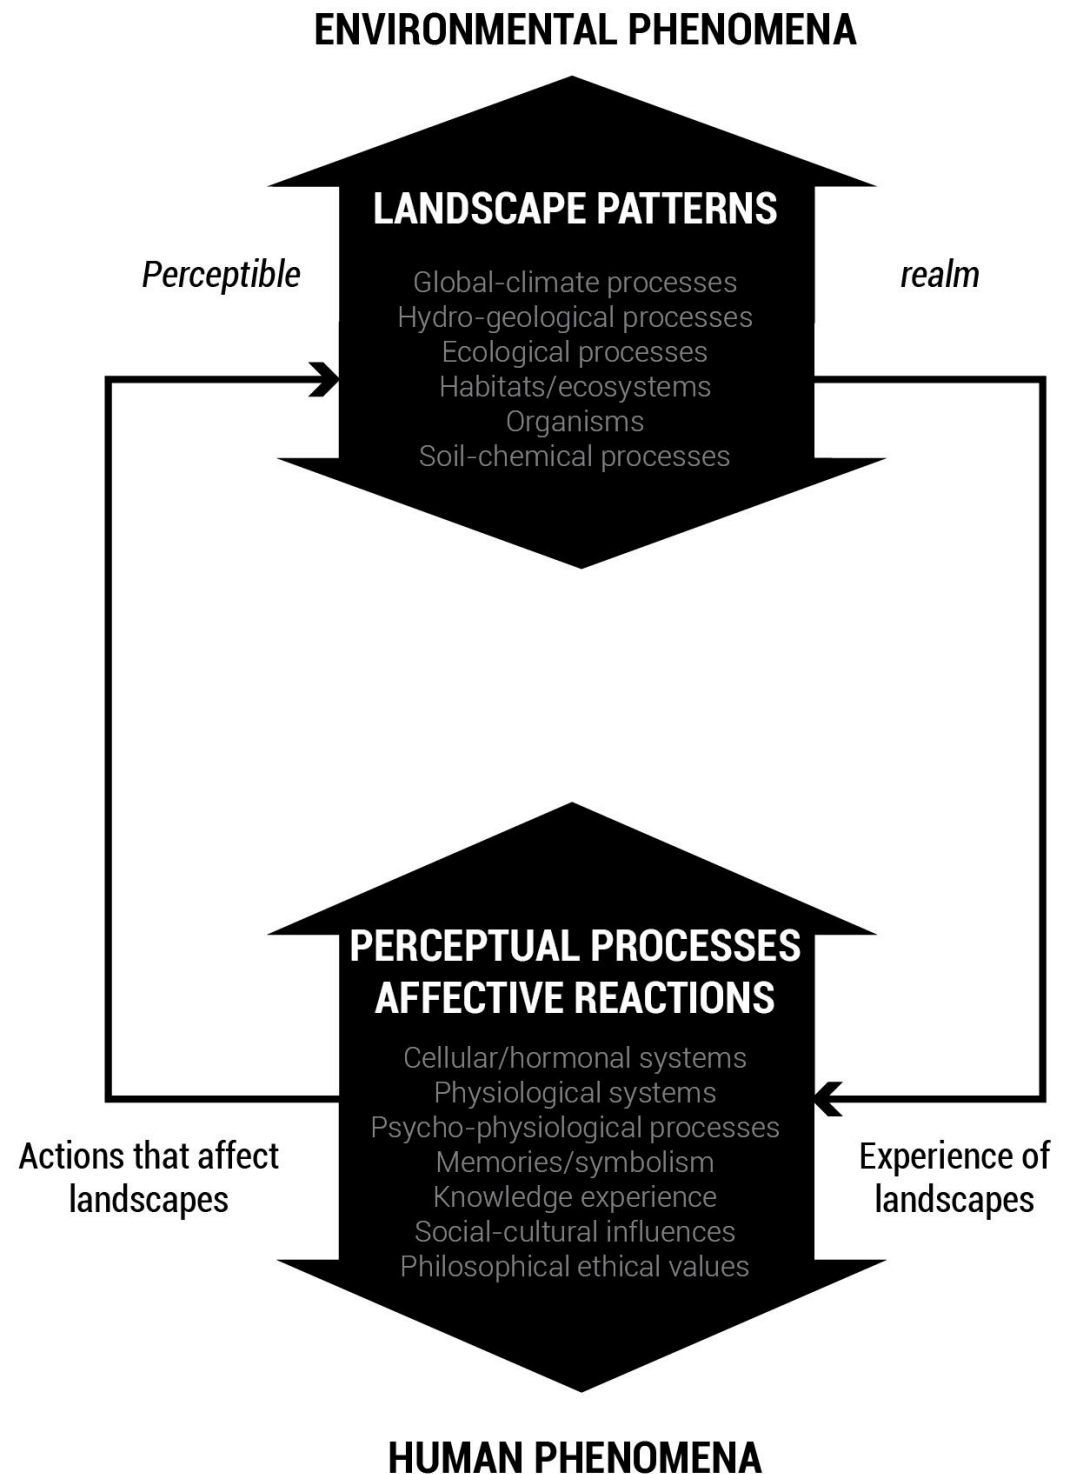 ENVIRONMENTAL PHENOMENA
LANDSCAPE PATTERNS
Perceptible
realm
Global-climate processes
Hydro-geological processes
Ecological processes
Habitats/ecosystems
Organisms
Soil-chemical processes
PERCEPTUAL PROCESSES
AFFECTIVE REACTIONS
Cellular/hormonal systems
Physiological systems
Psycho-physiological processes
Memories/symbolism
Knowledge experience
Social-cultural influences
Philosophical ethical values
Actions that affect
landscapes
Experience of
landscapes
HUMAN PHENOMENA